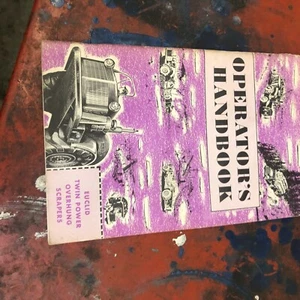 OPERATOR'S
HANDBOOK
EUCLID
TWIN POWER
OVERHUNG
SCRAPERS